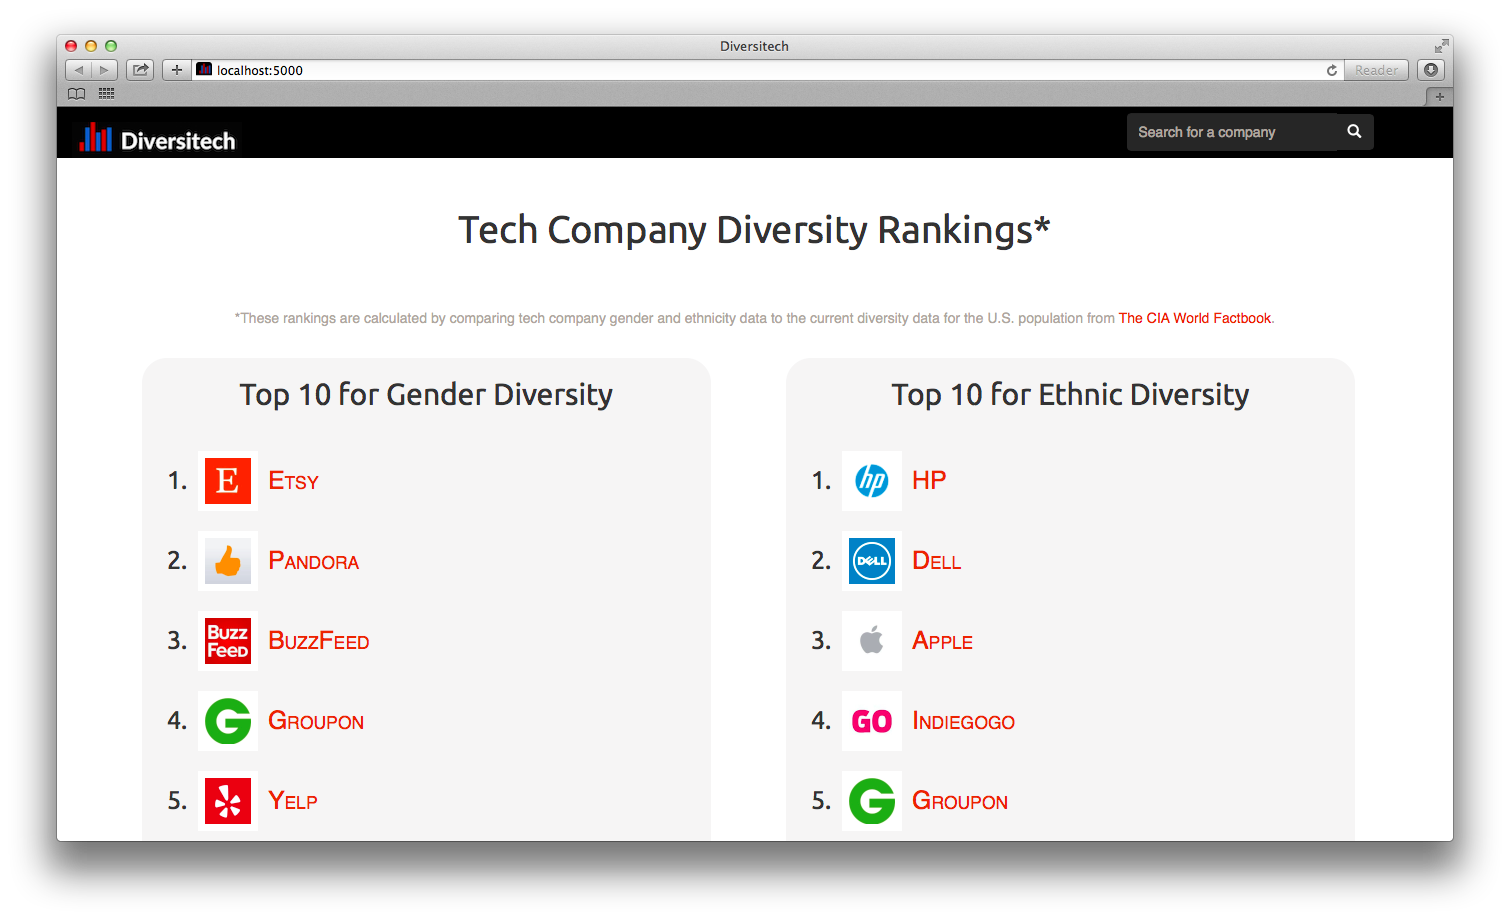 Diversitech
localhost:5000
Reader
Diversitech
Search for a company
Tech Company Diversity Rankings*
*These rankings are calculated by comparing tech company gender and ethnicity data to the current diversity data for the U.S. population from The CIA World Factbook.
Top 10 for Gender Diversity
1. E Etsy
2. Pandora
3. BuzzFeed BuzzFeed
4. G Groupon
5. Yelp
Top 10 for Ethnic Diversity
1. hp HP
2. DELL Dell
3. Apple
4. GO Indiegogo
5. G Groupon